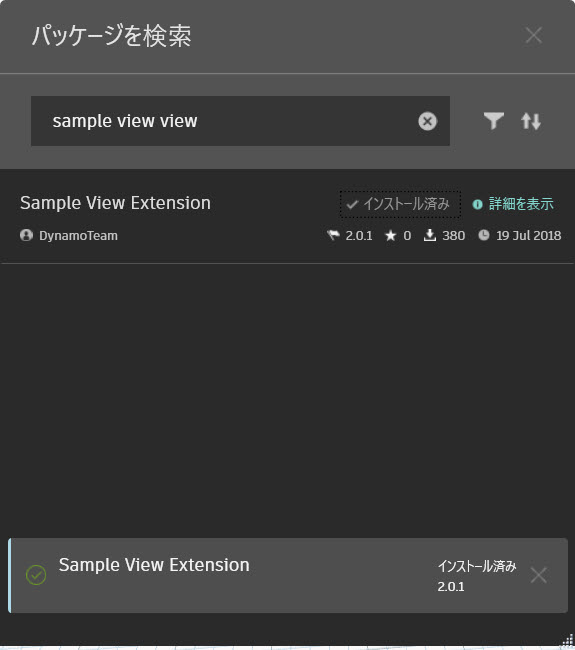 パッケージを検索
sample view view
Sample View Extension インストール済み 詳細を表示
DynamoTeam 2.0.1 0 380 19 Jul 2018
Sample View Extension インストール済み
2.0.1